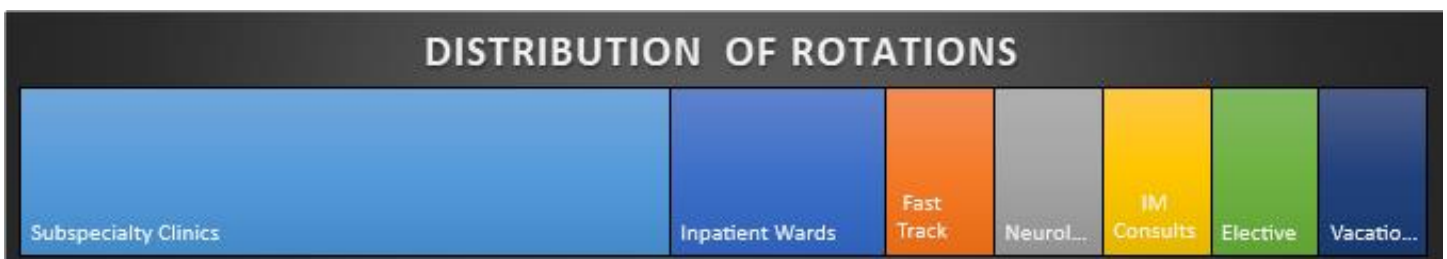 DISTRIBUTION OF ROTATIONS
Subspecialty Clinics
Inpatient Wards
Fast
Track
Neurol...
IM
Consults
Elective
Vacatio...